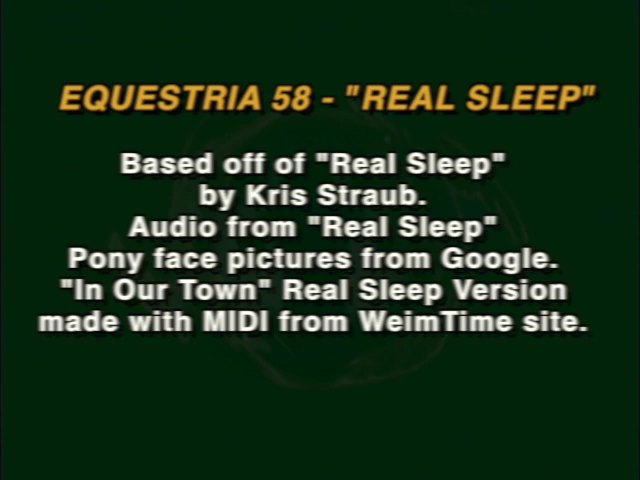 EQUESTRIA 58 - "REAL SLEEP"
Based off of "Real Sleep"
by Kris Straub.
Audio from "Real Sleep"
Pony face pictures from Google.
"In Our Town" Real Sleep Version
made with MIDI from WeimTime site.